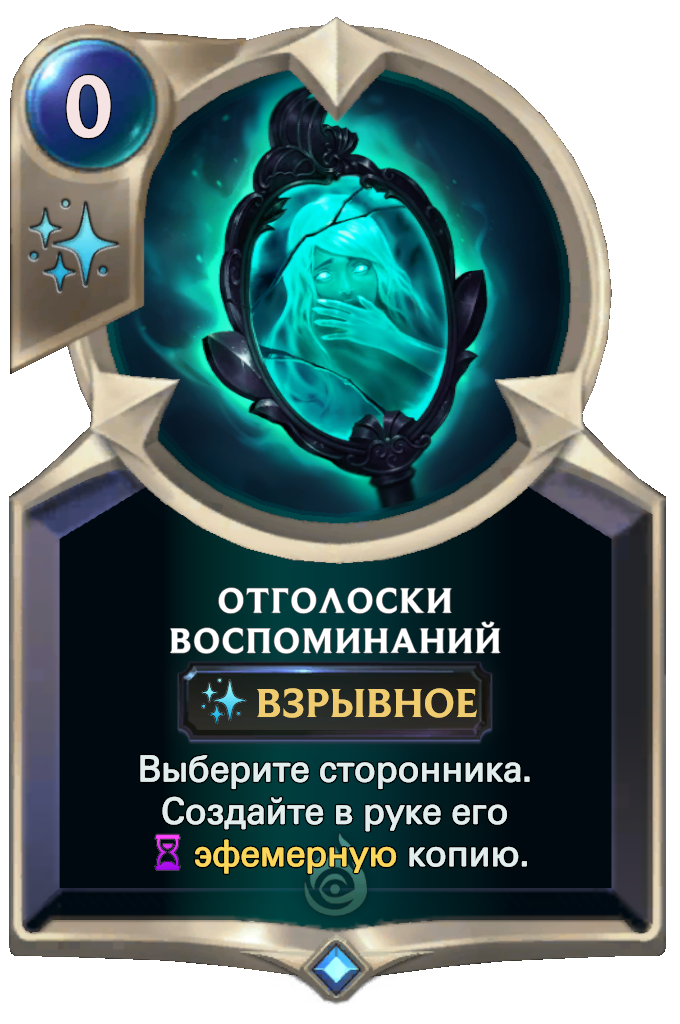 0
ОТГОЛОСКИ
ВОСПОМИНАНИЙ
ВЗРЫВНОЕ
Выберите сторонника.
Создайте в руке его
эфемерную копию.